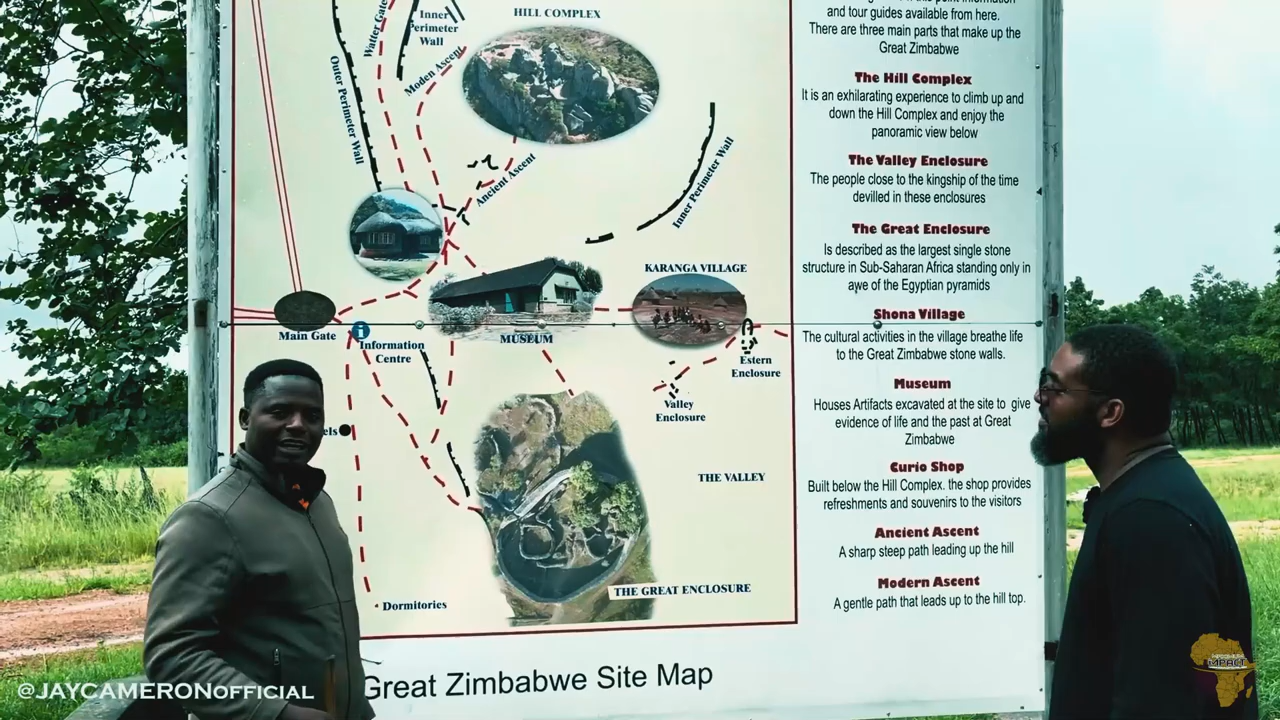 Watter Gate
Inner
Perimeter
Wall
Moden Ascent
HILL COMPLEX
Outer Perimeter Wall
Ancient Ascent
Inner Perimeter Wall
KARANGA VILLAGE
Main Gate
i
Information
Centre
MUSEUM
Estern
Enclosure
Valley
Enclosure
els
THE VALLEY
THE GREAT ENCLOSURE
Dormitories
Great Zimbabwe Site Map
and tour guides available from here.
There are three main parts that make up the
Great Zimbabwe
The Hill Complex
It is an exhilarating experience to climb up and
down the Hill Complex and enjoy the
panoramic view below
The Valley Enclosure
The people close to the kingship of the time
devilled in these enclosures
The Great Enclosure
Is described as the largest single stone
structure in Sub-Saharan Africa standing only in
awe of the Egyptian pyramids
Shona Village
The cultural activities in the village breathe life
to the Great Zimbabwe stone walls.
Museum
Houses Artifacts excavated at the site to give
evidence of life and the past at Great
Zimbabwe
Curio Shop
Built below the Hill Complex. the shop provides
refreshments and souvenirs to the visitors
Ancient Ascent
A sharp steep path leading up the hill
Modern Ascent
A gentle path that leads up to the hill top.
@JAYCAMERONOFFICIAL
IMPACT